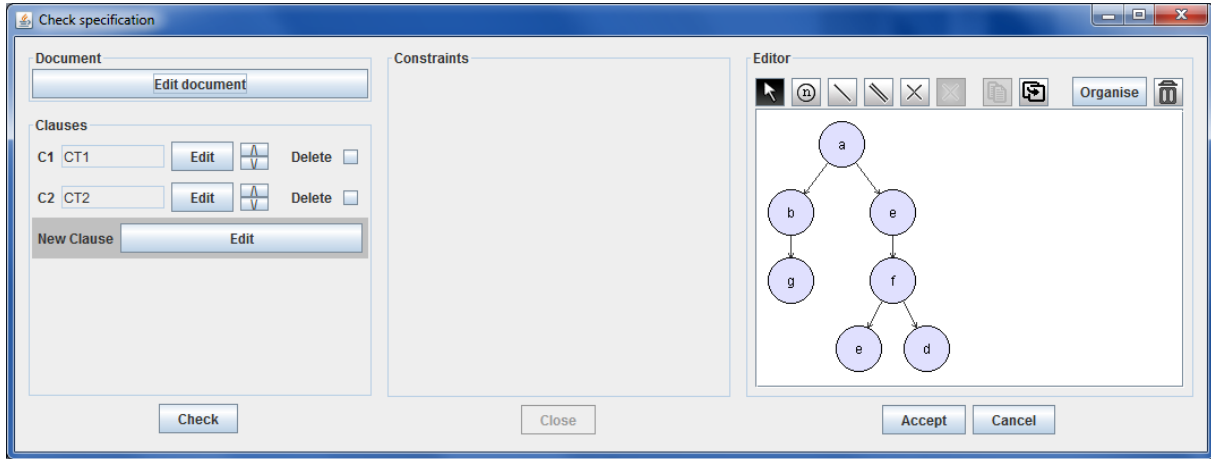 Check specification
Document
Edit document
Clauses
C1 CT1 Edit Λ V Delete
C2 CT2 Edit Λ V Delete
New Clause Edit
Check
Constraints
Close
Editor
n Organise
a
b e
g f
e d
Accept Cancel